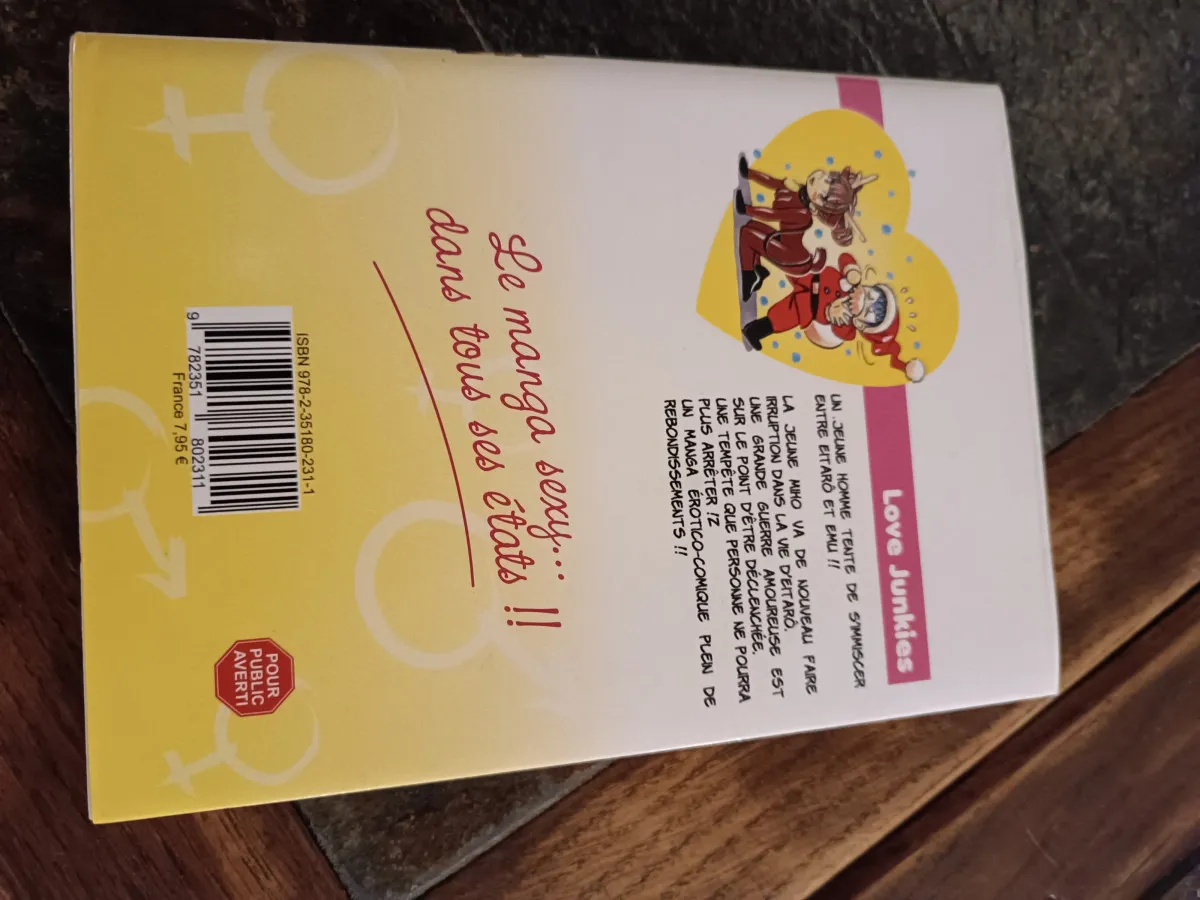 Love Junkies
UN JEUNE HOMME TENTE DE S'IMMISCER
ENTRE EITARÔ ET EMU !!
LA JEUNE MIHO VA DE NOUVEAU FAIRE
IRRUPTION DANS LA VIE D'EITARÔ.
UNE GRANDE GUERRE AMOUREUSE EST
SUR LE POINT D'ÊTRE DÉCLENCHÉE.
UNE TEMPÊTE QUE PERSONNE NE POURRA
PLUS ARRÊTER !?
UN MANGA ÉROTICO-COMIQUE PLEIN DE
REBONDISSEMENTS !!
Le manga sexy...
dans tous ses états !!
ISBN 978-2-35180-231-1
9 782351 802311
France 7,95 €
POUR
PUBLIC
AVERTI